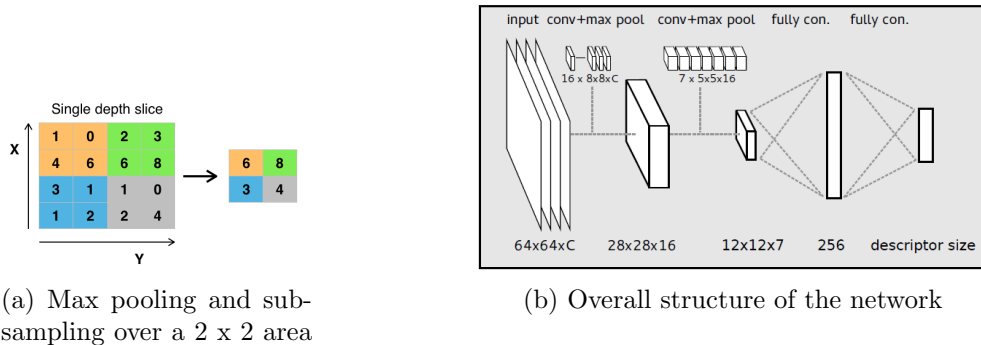 Single depth slice
X
1 0 2 3
4 6 6 8
3 1 1 0
1 2 2 4
Y
6 8
3 4
(a) Max pooling and sub-
sampling over a 2 x 2 area
input conv+max pool conv+max pool fully con. fully con.
16 x 8x8xC 7 x 5x5x16
64x64xC 28x28x16 12x12x7 256 descriptor size
(b) Overall structure of the network